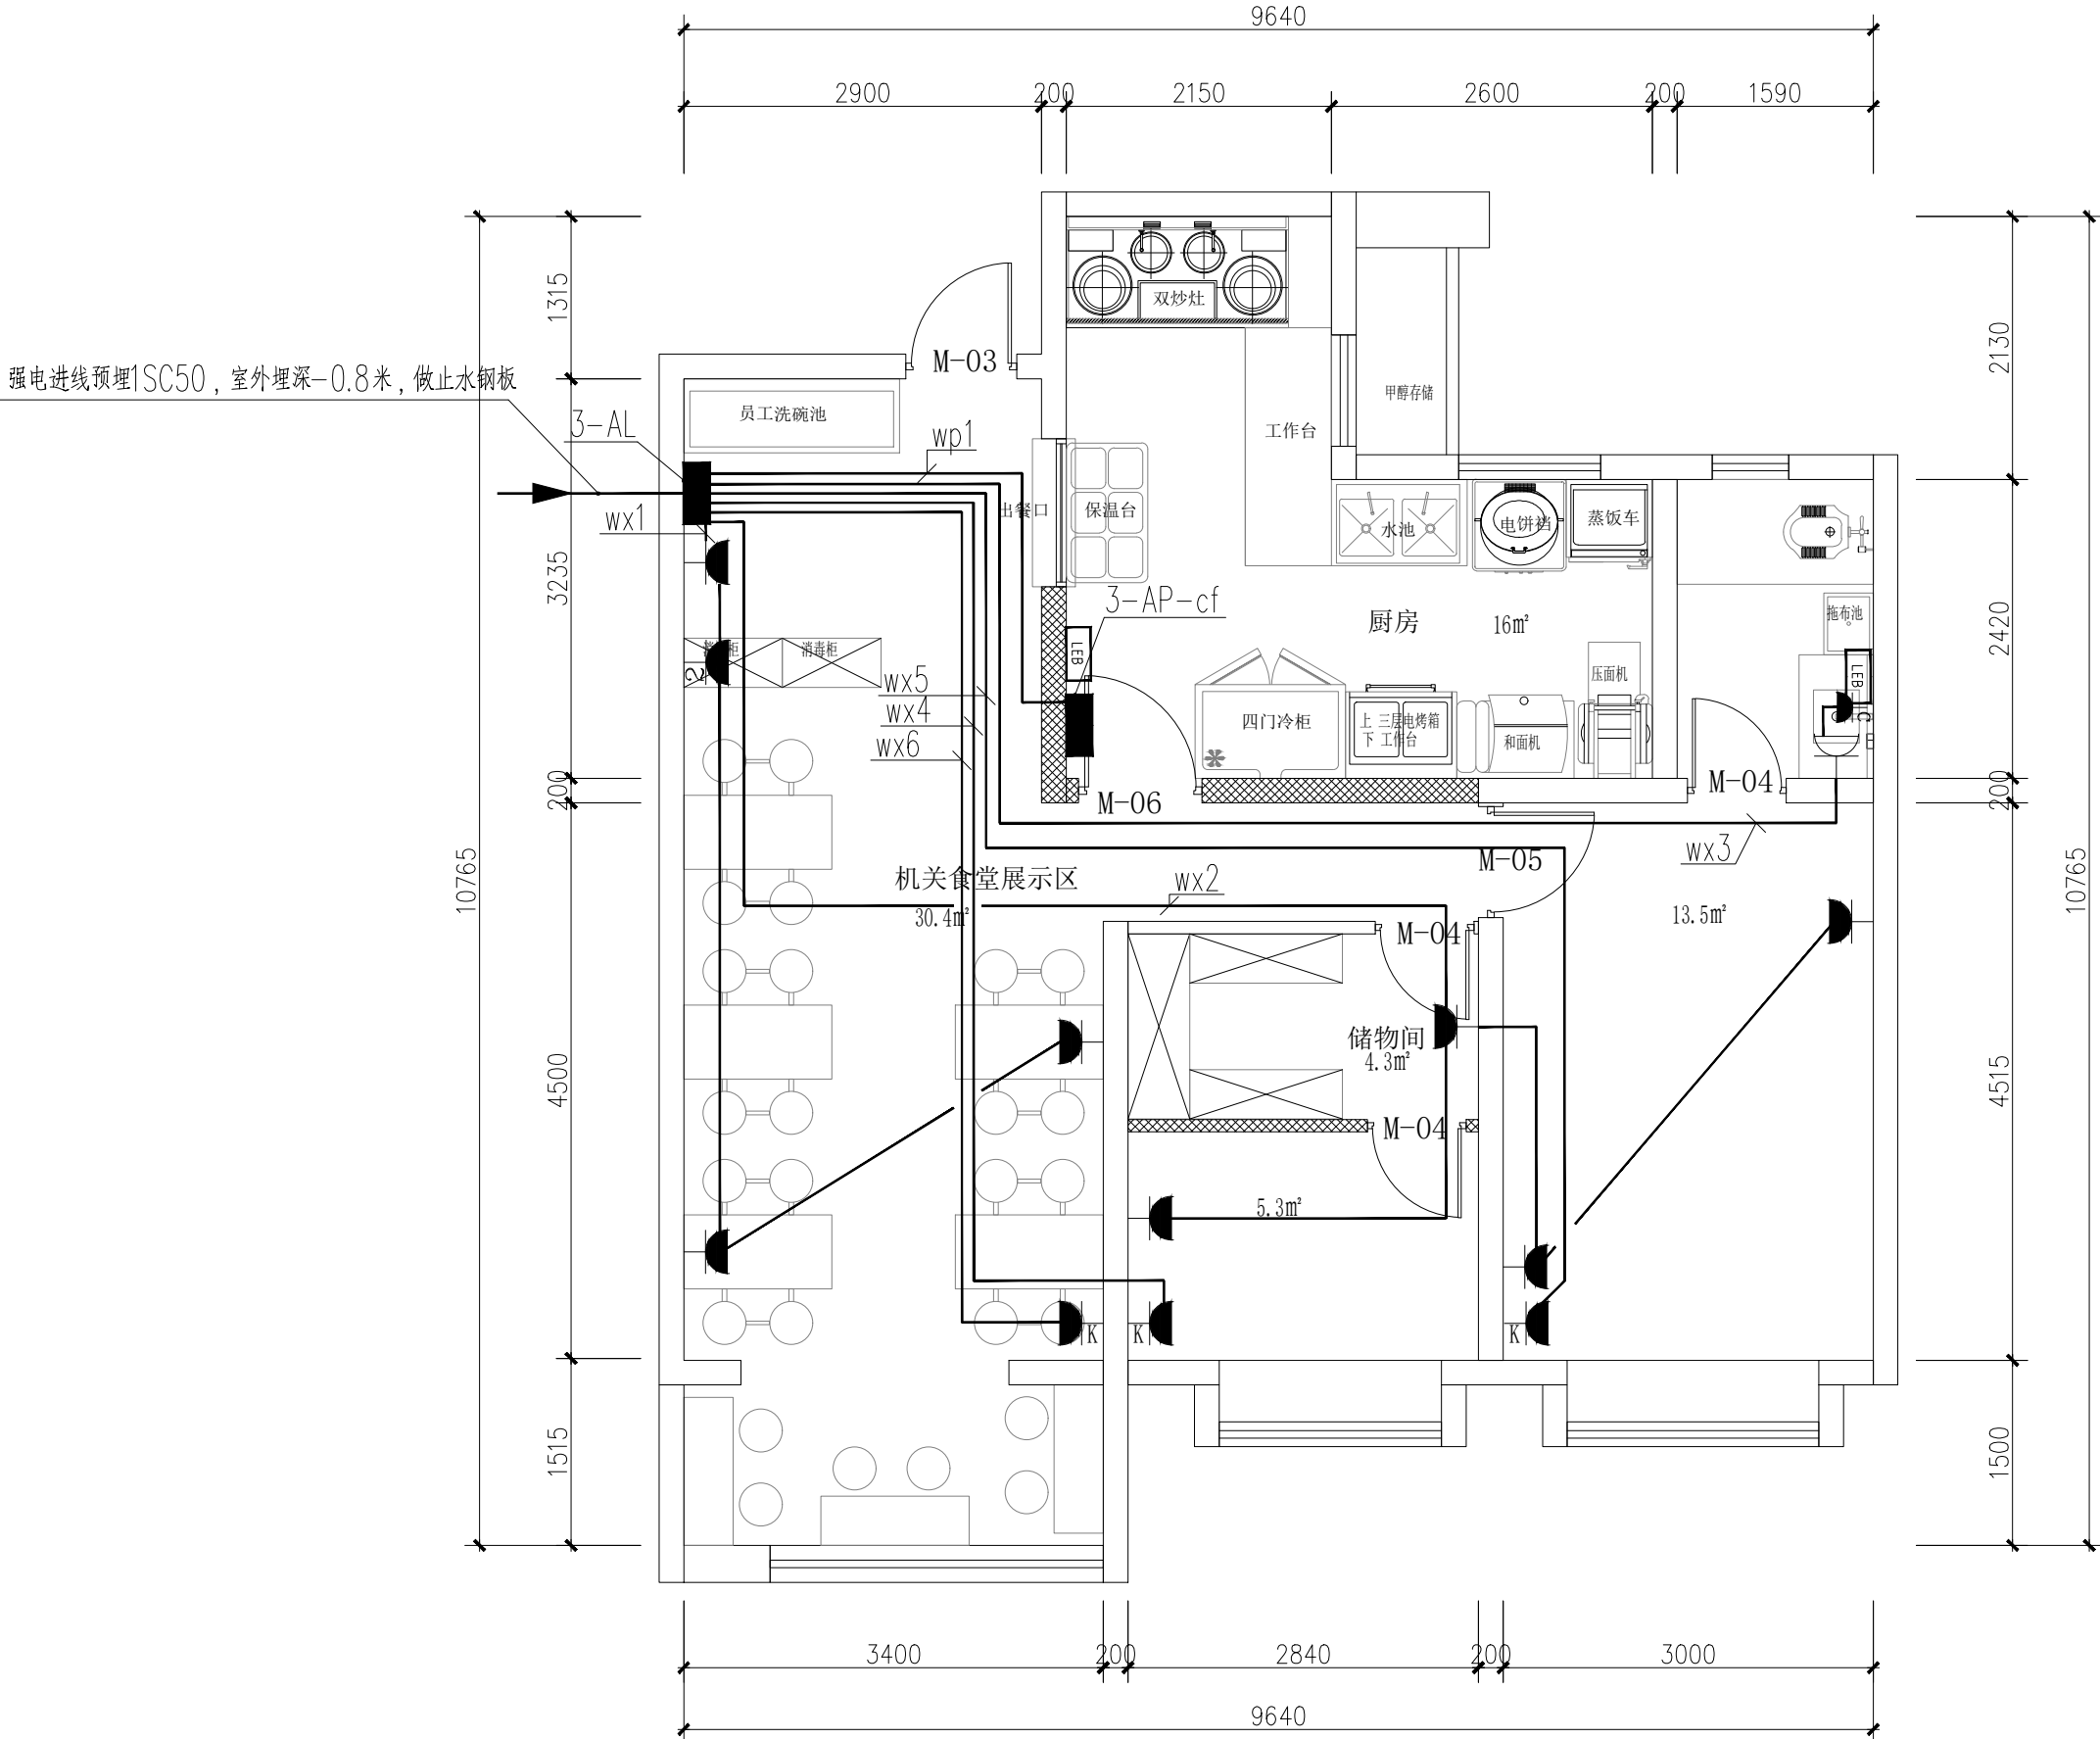 9640
2900
200
2150
2600
200
1590
1315
3235
200
4500
1515
10765
2130
2420
200
4515
1500
10765
强电进线预埋1SC50，室外埋深-0.8米，做止水钢板
3-AL
wx1
M-03
员工洗碗池
wp1
双炒灶
工作台
甲醇存储
出餐口
保温台
水池
电饼裆
蒸饭车
3-AP-cf
厨房
16m²
拖布池
LEB
LEB
消毒柜
2
wx5
wx4
wx6
四门冷柜
上 三层电烤箱
下 工作台
和面机
压面机
C
M-06
M-04
M-05
wx3
机关食堂展示区
30.4m²
wx2
13.5m²
M-04
储物间
4.3m²
M-04
5.3m²
K
K
K
3400
200
2840
200
3000
9640